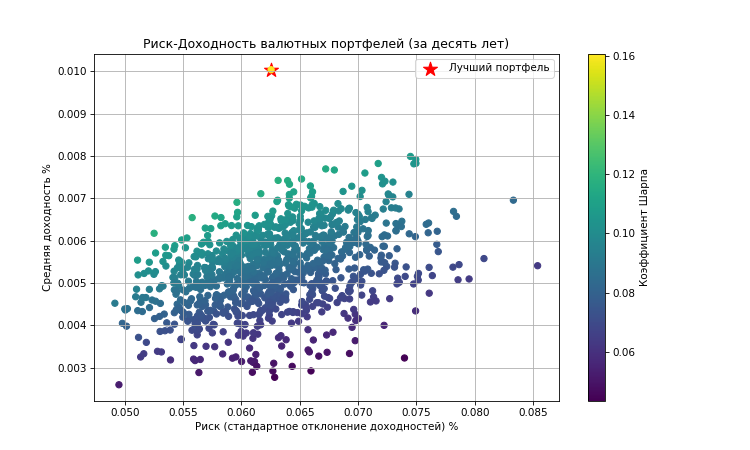 Риск-Доходность валютных портфелей (за десять лет)
Лучший портфель
Средняя доходность %
0.010
0.009
0.008
0.007
0.006
0.005
0.004
0.003
0.050 0.055 0.060 0.065 0.070 0.075 0.080 0.085
Риск (стандартное отклонение доходностей) %
0.16
0.14
0.12
0.10
0.08
0.06
Коэффициент Шарпа